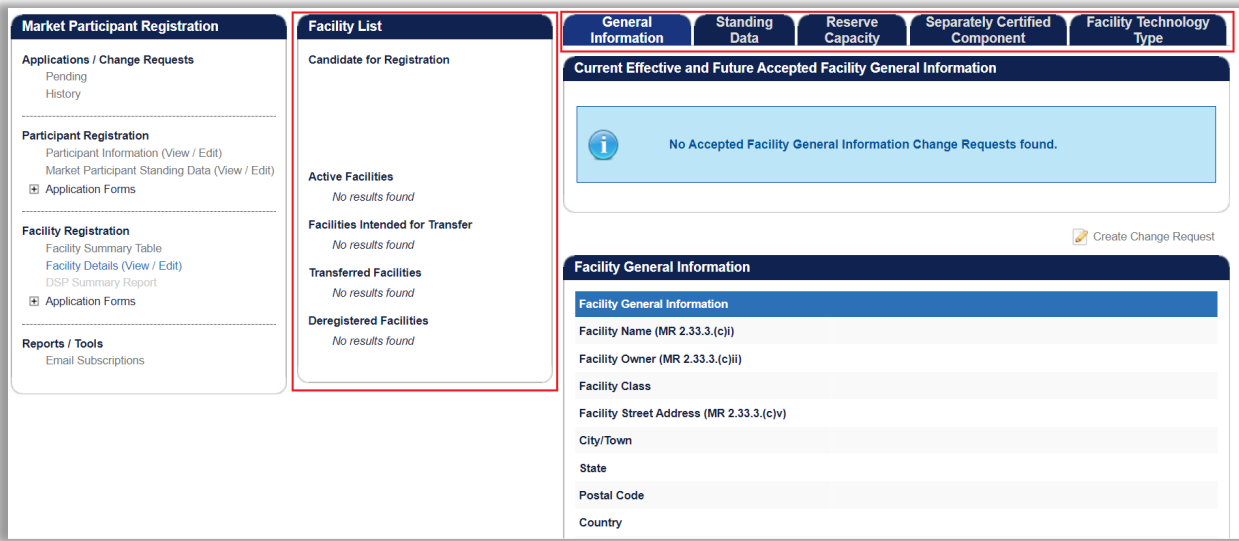 Market Participant Registration
Applications / Change Requests
Pending
History
Participant Registration
Participant Information (View / Edit)
Market Participant Standing Data (View / Edit)
Application Forms
Facility Registration
Facility Summary Table
Facility Details (View / Edit)
DSP Summary Report
Application Forms
Reports / Tools
Email Subscriptions
Facility List
Candidate for Registration
Active Facilities
No results found
Facilities Intended for Transfer
No results found
Transferred Facilities
No results found
Deregistered Facilities
No results found
General
Information
Standing
Data
Reserve
Capacity
Separately Certified
Component
Facility Technology
Type
Current Effective and Future Accepted Facility General Information
No Accepted Facility General Information Change Requests found.
Create Change Request
Facility General Information
Facility General Information
Facility Name (MR 2.33.3.(c)i)
Facility Owner (MR 2.33.3.(c)ii)
Facility Class
Facility Street Address (MR 2.33.3.(c)v)
City/Town
State
Postal Code
Country